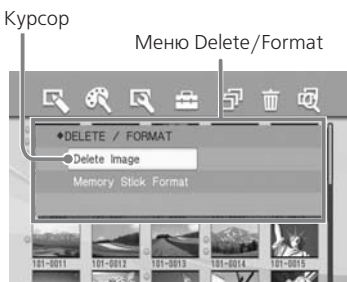 Курсор
Меню Delete/Format
◆DELETE / FORMAT
Delete Image
Memory Stick Format
101-0011 101-0012 101-0013 101-0014 101-0015